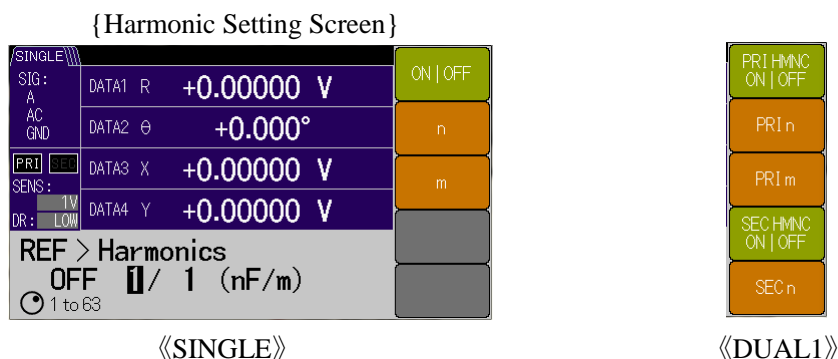 {Harmonic Setting Screen}
SINGLE
SIG:
A
AC
GND
PRI SEC
SENS:
1V
DR: LOW
DATA1 R +0.00000 V
DATA2 θ +0.000°
DATA3 X +0.00000 V
DATA4 Y +0.00000 V
REF > Harmonics
OFF 1/ 1 (nF/m)
1 to 63
ON | OFF
n
m
《SINGLE》
PRI HMNC
ON | OFF
PRI n
PRI m
SEC HMNC
ON | OFF
SEC n
《DUAL1》